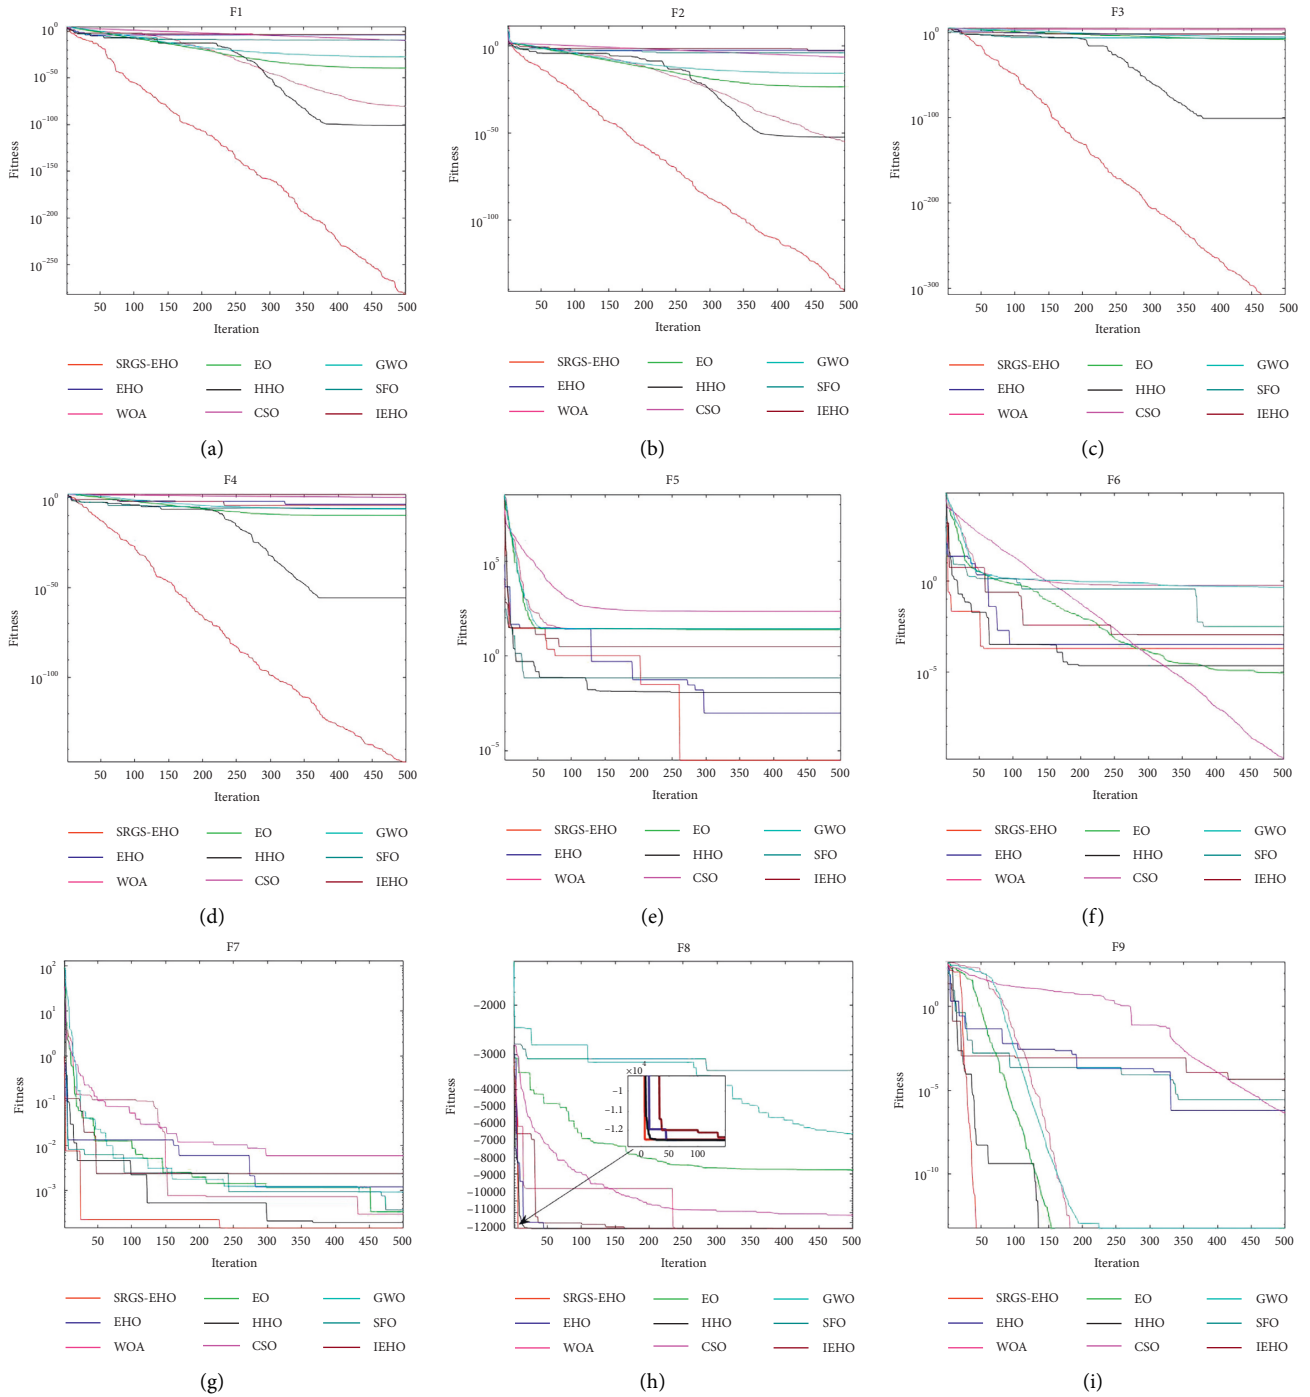 F1
Fitness
10^0
10^−50
10^−100
10^−150
10^−200
10^−250
50 100 150 200 250 300 350 400 450 500
Iteration
SRGS-EHO EO GWO
EHO HHO SFO
WOA CSO IEHO
(a)
F2
Fitness
10^0
10^−50
10^−100
50 100 150 200 250 300 350 400 450 500
Iteration
SRGS-EHO EO GWO
EHO HHO SFO
WOA CSO IEHO
(b)
F3
Fitness
10^0
10^−100
10^−200
10^−300
50 100 150 200 250 300 350 400 450 500
Iteration
SRGS-EHO EO GWO
EHO HHO SFO
WOA CSO IEHO
(c)
F4
Fitness
10^0
10^−50
10^−100
50 100 150 200 250 300 350 400 450 500
Iteration
SRGS-EHO EO GWO
EHO HHO SFO
WOA CSO IEHO
(d)
F5
Fitness
10^5
10^0
10^−5
50 100 150 200 250 300 350 400 450 500
Iteration
SRGS-EHO EO GWO
EHO HHO SFO
WOA CSO IEHO
(e)
F6
Fitness
10^0
10^−5
50 100 150 200 250 300 350 400 450 500
Iteration
SRGS-EHO EO GWO
EHO HHO SFO
WOA CSO IEHO
(f)
F7
Fitness
10^2
10^1
10^0
10^−1
10^−2
10^−3
50 100 150 200 250 300 350 400 450 500
Iteration
SRGS-EHO EO GWO
EHO HHO SFO
WOA CSO IEHO
(g)
F8
Fitness
−2000
−3000
−4000
−5000
−6000
−7000
−8000
−9000
−10000
−11000
−12000
×10^4
−1
−1.1
−1.2
0 50 100
50 100 150 200 250 300 350 400 450 500
Iteration
SRGS-EHO EO GWO
EHO HHO SFO
WOA CSO IEHO
(h)
F9
Fitness
10^0
10^−5
10^−10
50 100 150 200 250 300 350 400 450 500
Iteration
SRGS-EHO EO GWO
EHO HHO SFO
WOA CSO IEHO
(i)